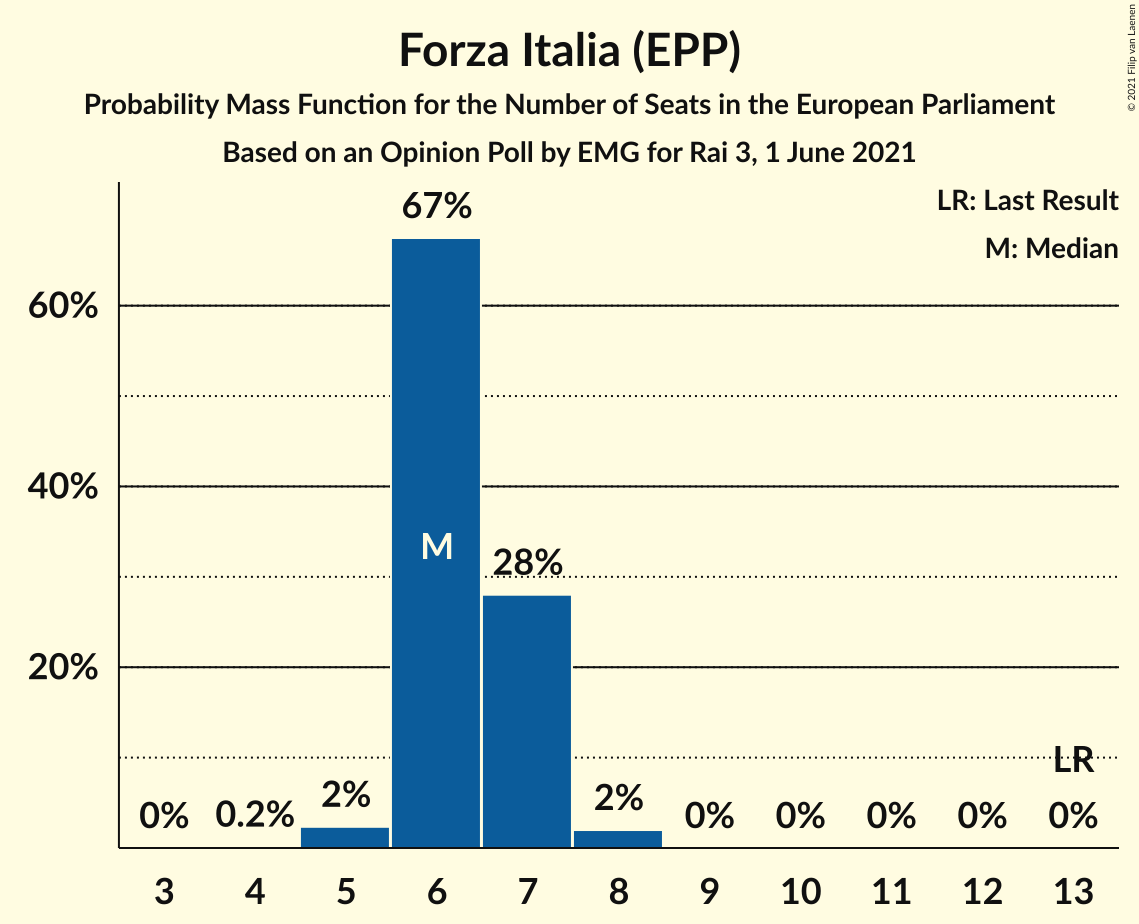 Forza Italia (EPP)
Probability Mass Function for the Number of Seats in the European Parliament
Based on an Opinion Poll by EMG for Rai 3, 1 June 2021
© 2021 Filip van Laenen
LR: Last Result
M: Median
67%
60%
40%
M
28%
20%
LR
0% 0.2% 2% 2% 0% 0% 0% 0% 0%
3 4 5 6 7 8 9 10 11 12 13